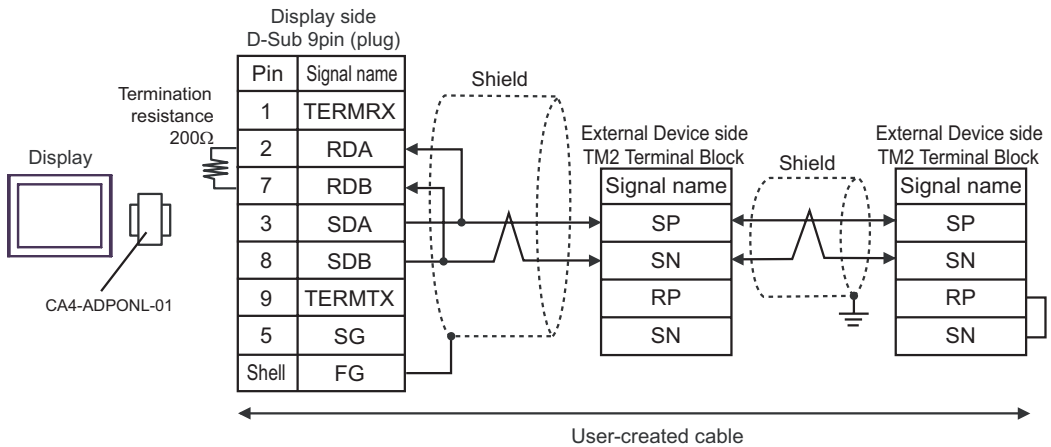 Display side
D-Sub 9pin (plug)
Pin Signal name
1 TERMRX
2 RDA
7 RDB
3 SDA
8 SDB
9 TERMTX
5 SG
Shell FG
Termination
resistance
200Ω
Display
CA4-ADPONL-01
Shield
External Device side
TM2 Terminal Block
Signal name
SP
SN
RP
SN
Shield
External Device side
TM2 Terminal Block
Signal name
SP
SN
RP
SN
User-created cable